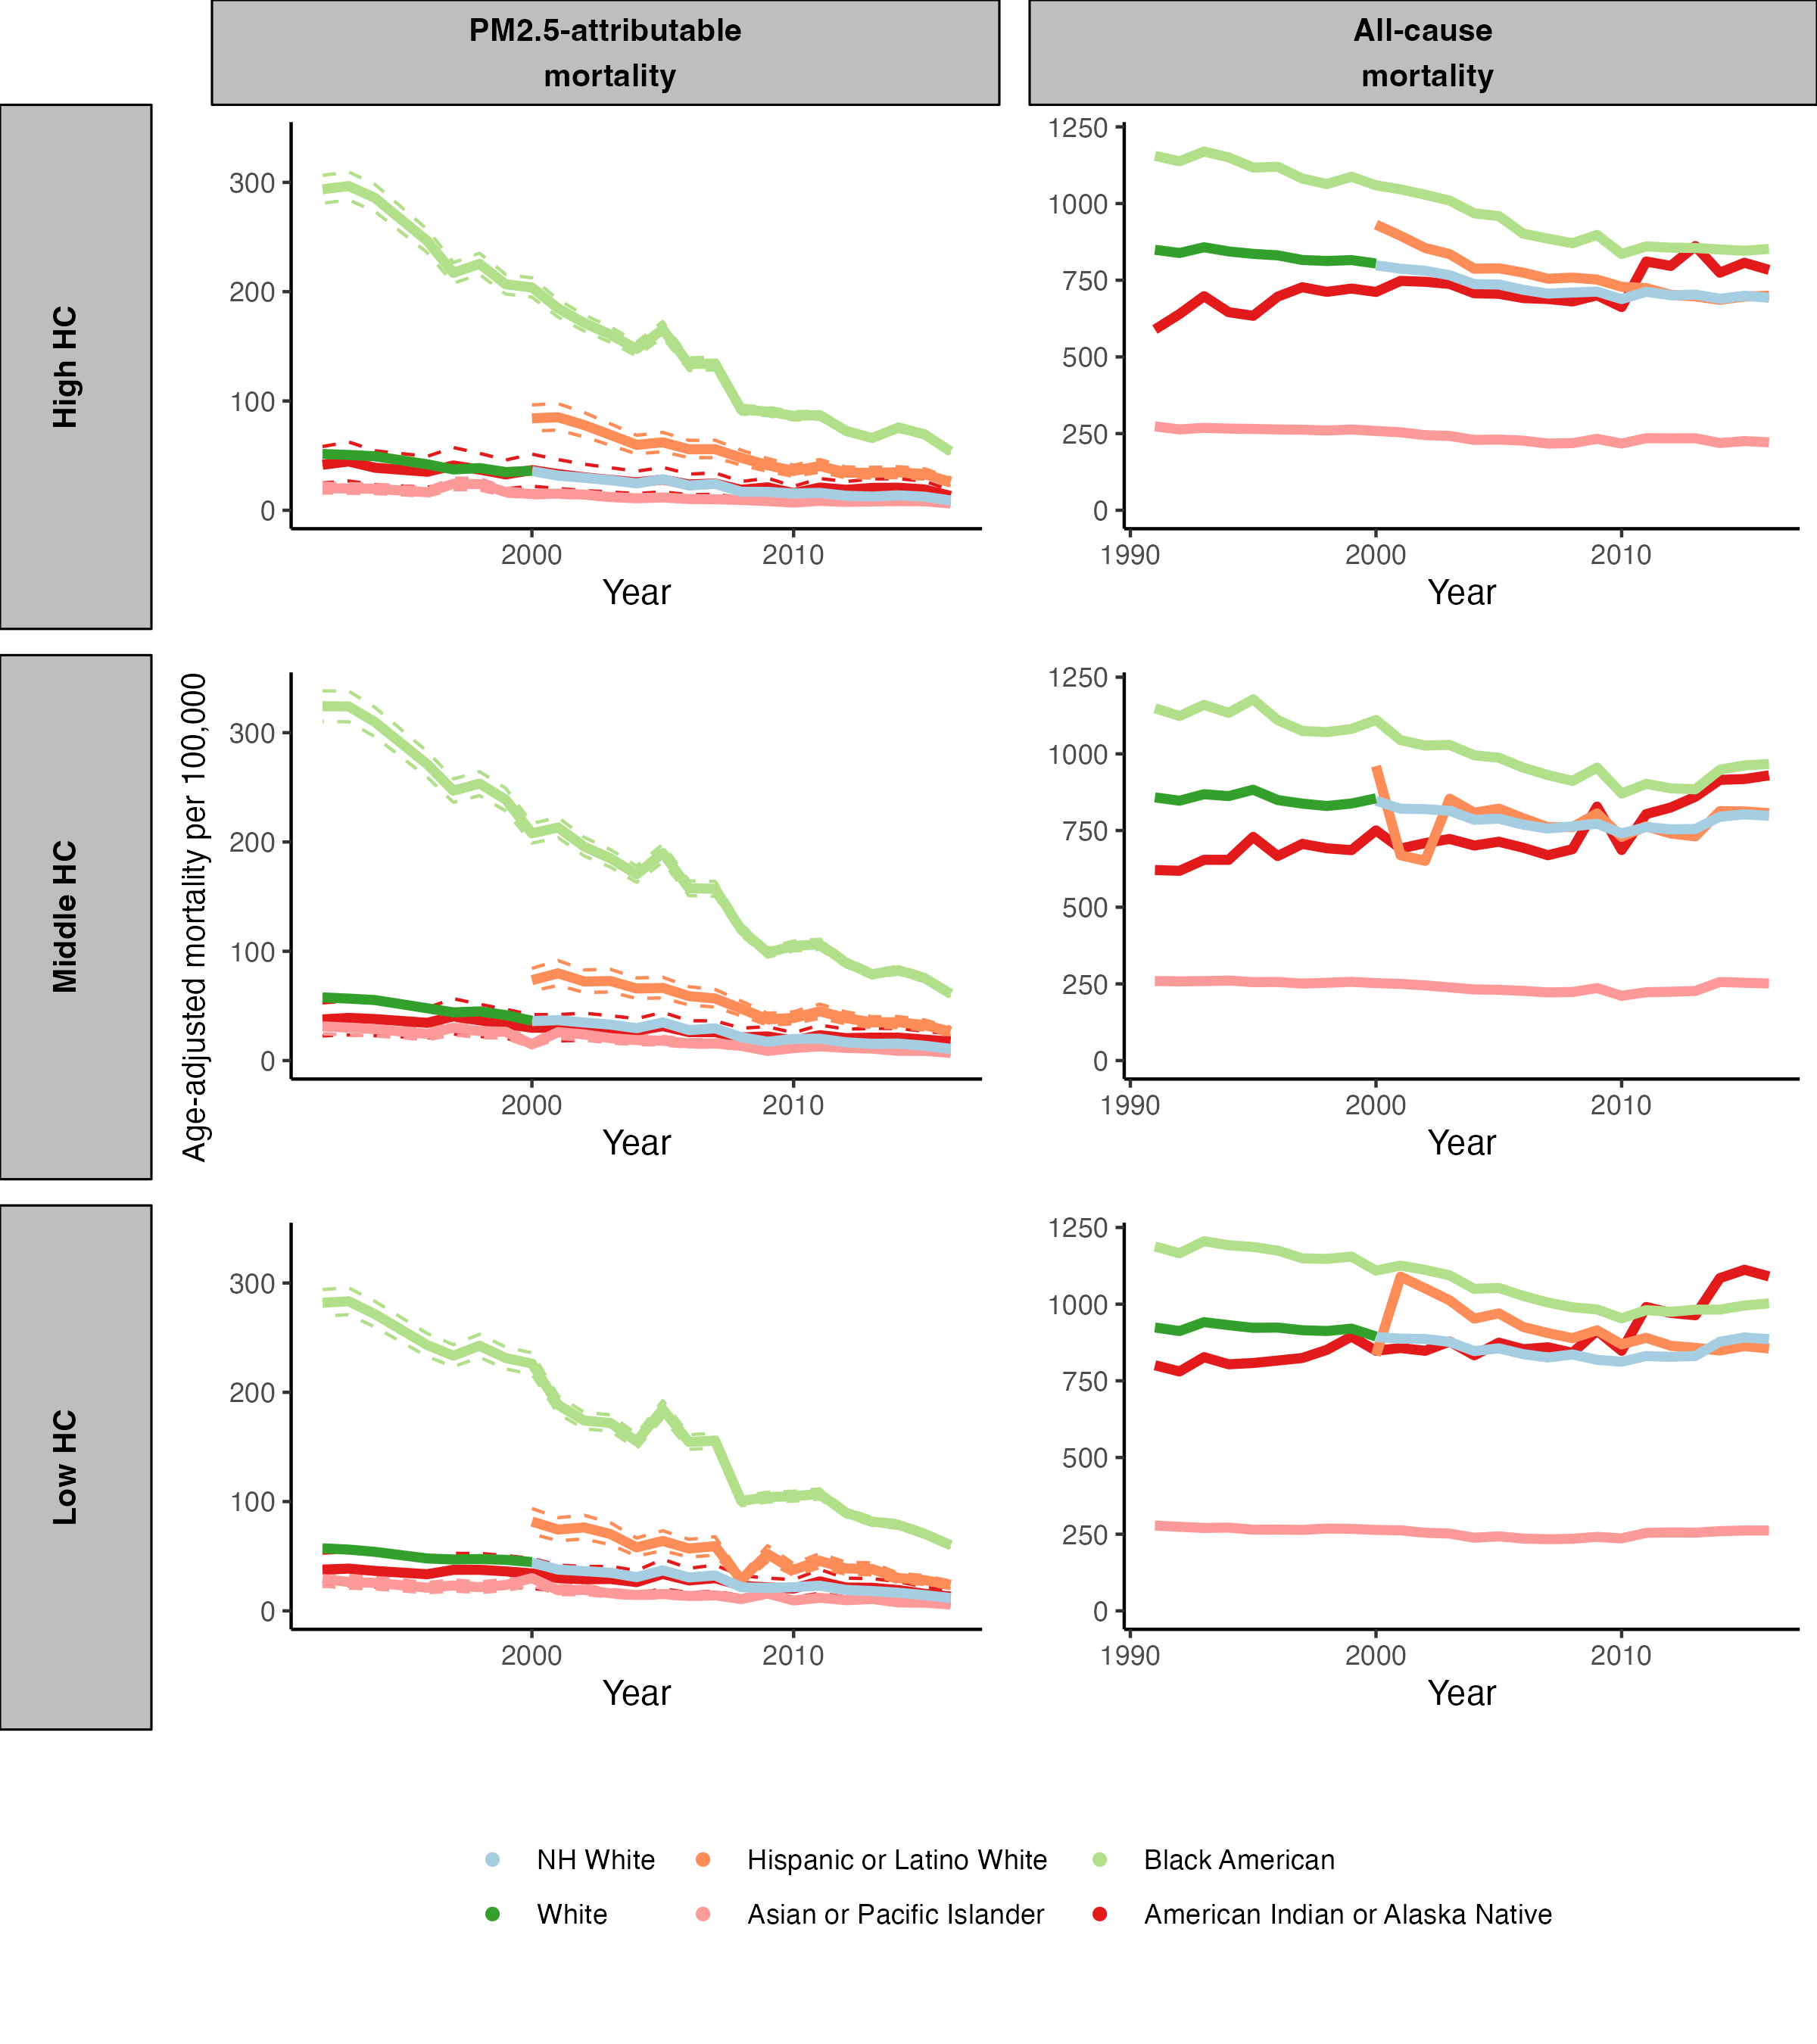 PM2.5-attributable
mortality
All-cause
mortality
High HC
300
200
100
0
2000
2010
Year
1250
1000
750
500
250
0
1990
2000
2010
Year
Age-adjusted mortality per 100,000
Middle HC
300
200
100
0
2000
2010
Year
1250
1000
750
500
250
0
1990
2000
2010
Year
Low HC
300
200
100
0
2000
2010
Year
1250
1000
750
500
250
0
1990
2000
2010
Year
NH White
Hispanic or Latino White
Black American
White
Asian or Pacific Islander
American Indian or Alaska Native